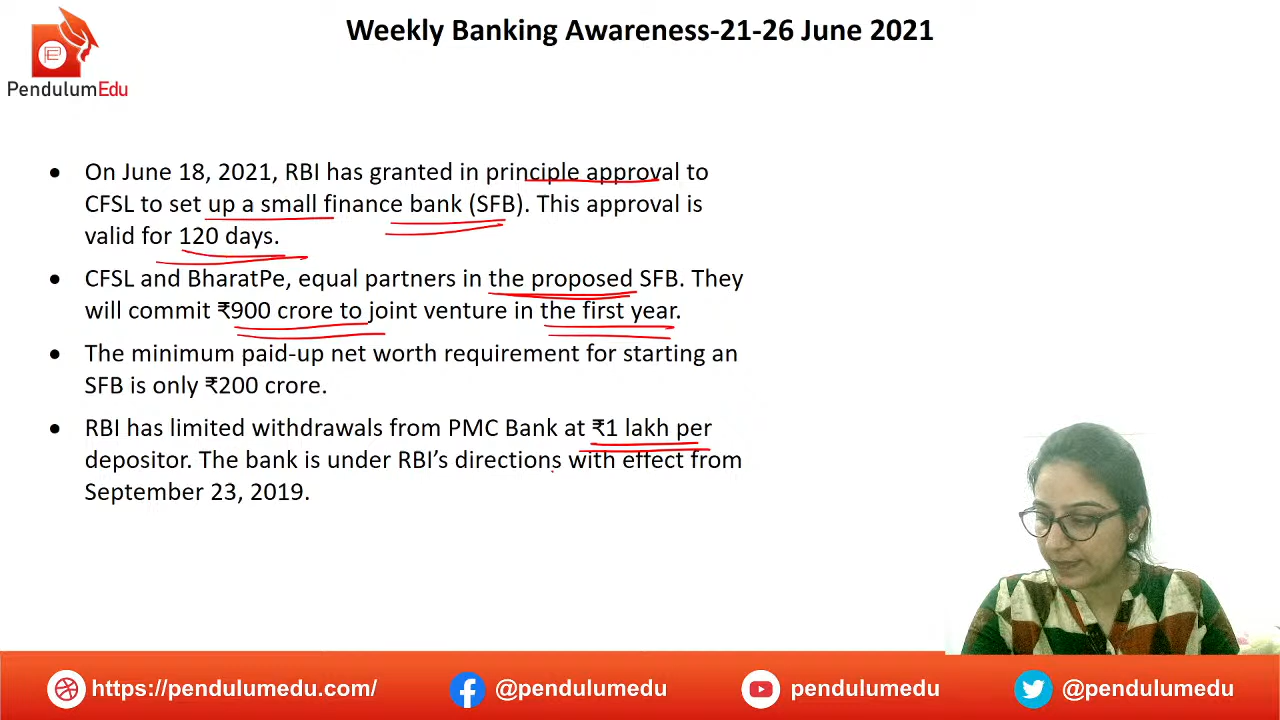 Weekly Banking Awareness-21-26 June 2021
PendulumEdu
● On June 18, 2021, RBI has granted in principle approval to
CFSL to set up a small finance bank (SFB). This approval is
valid for 120 days.
● CFSL and BharatPe, equal partners in the proposed SFB. They
will commit ₹900 crore to joint venture in the first year.
● The minimum paid-up net worth requirement for starting an
SFB is only ₹200 crore.
● RBI has limited withdrawals from PMC Bank at ₹1 lakh per
depositor. The bank is under RBI’s directions with effect from
September 23, 2019.
https://pendulumedu.com/ @pendulumedu pendulumedu @pendulumedu